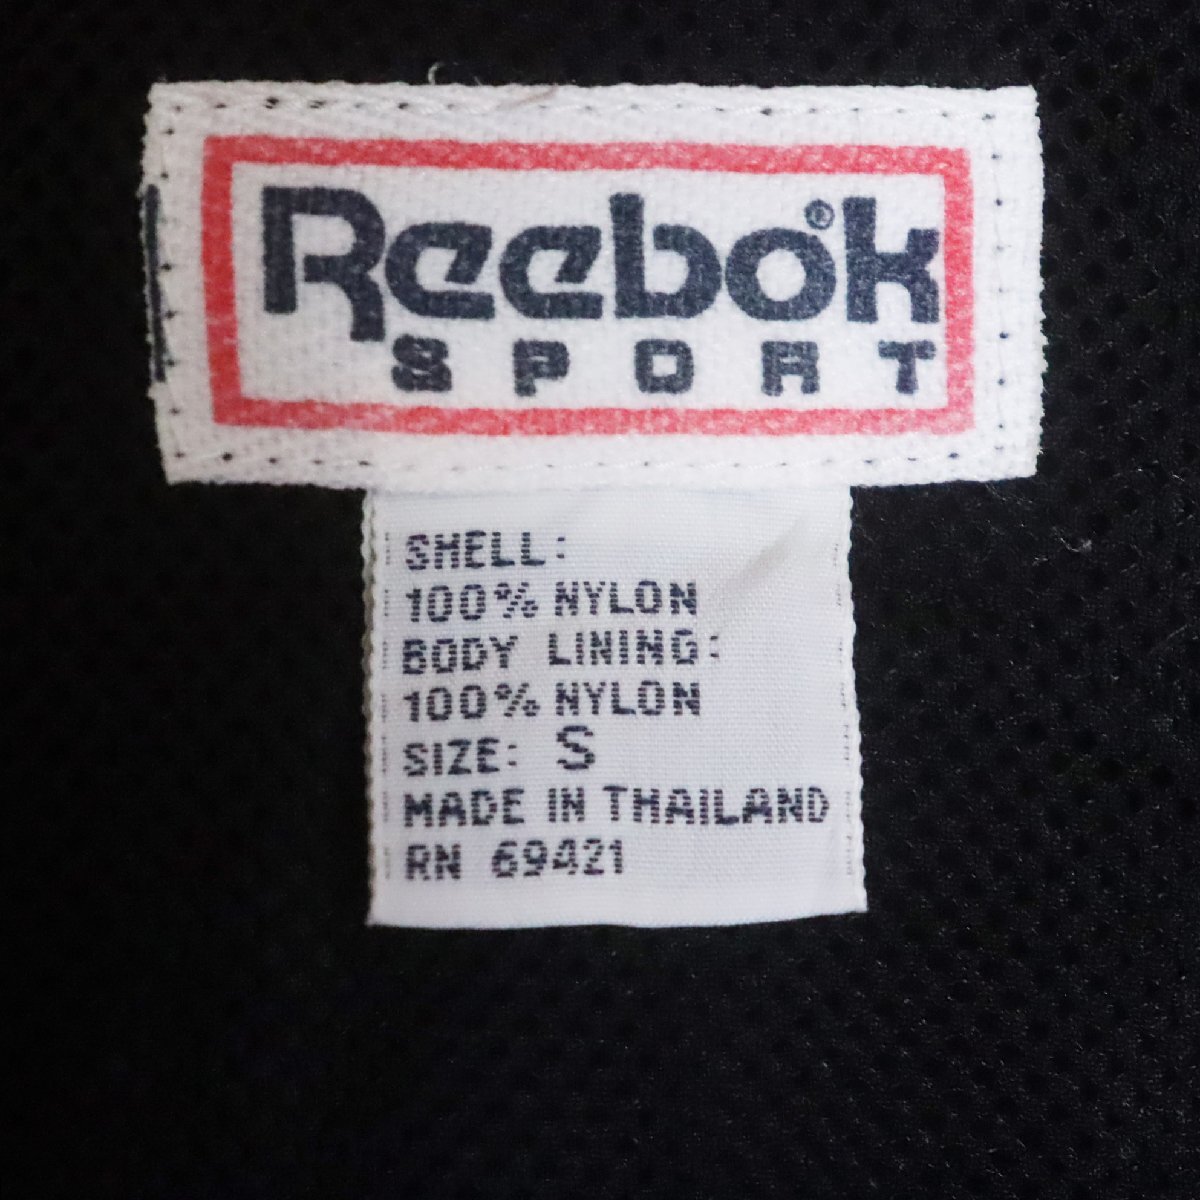 Reebok®
SPORT
SHELL:
100% NYLON
BODY LINING:
100% NYLON
SIZE: S
MADE IN THAILAND
RN 69421